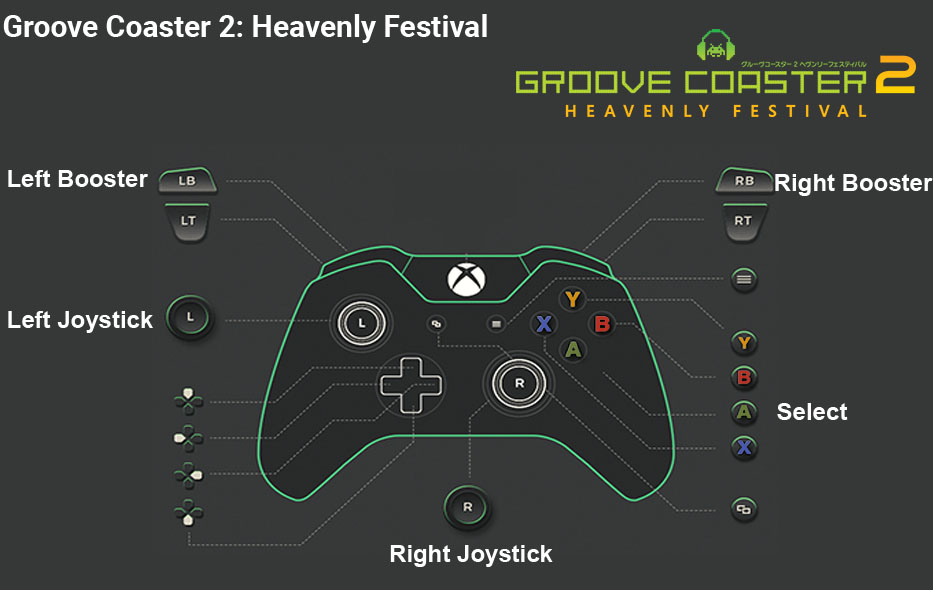 Groove Coaster 2: Heavenly Festival
グルーヴコースター 2 ヘヴンリーフェスティバル
GROOVE COASTER 2
HEAVENLY FESTIVAL
Left Booster
LB
RB
Right Booster
LT
RT
Left Joystick
L
L
Y
X
B
A
Y
R
B
A
Select
X
R
Right Joystick